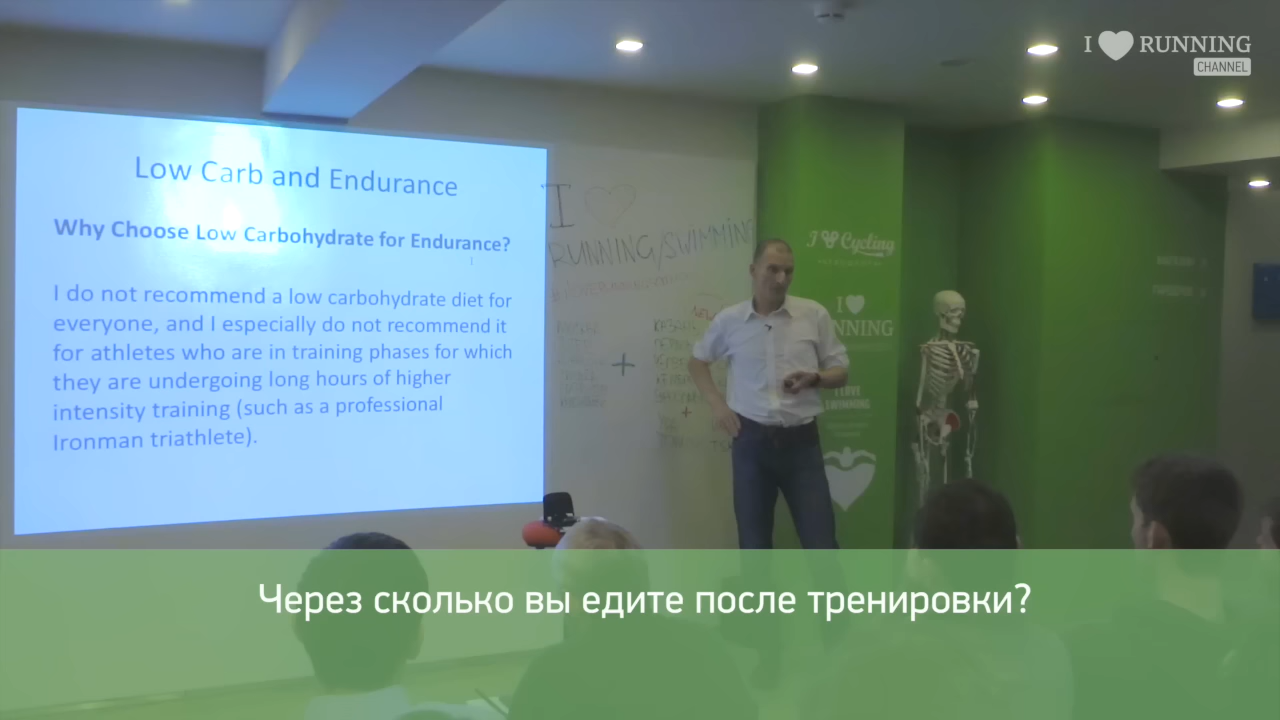 I RUNNING
CHANNEL
Low Carb and Endurance
Why Choose Low Carbohydrate for Endurance?
I do not recommend a low carbohydrate diet for
everyone, and I especially do not recommend it
for athletes who are in training phases for which
they are undergoing long hours of higher
intensity training (such as a professional
Ironman triathlete).
I
RUNNING/SWIMMING
+
+
I Cycling
I
NNING
I LOVE
SWIMMING
Через сколько вы едите после тренировки?